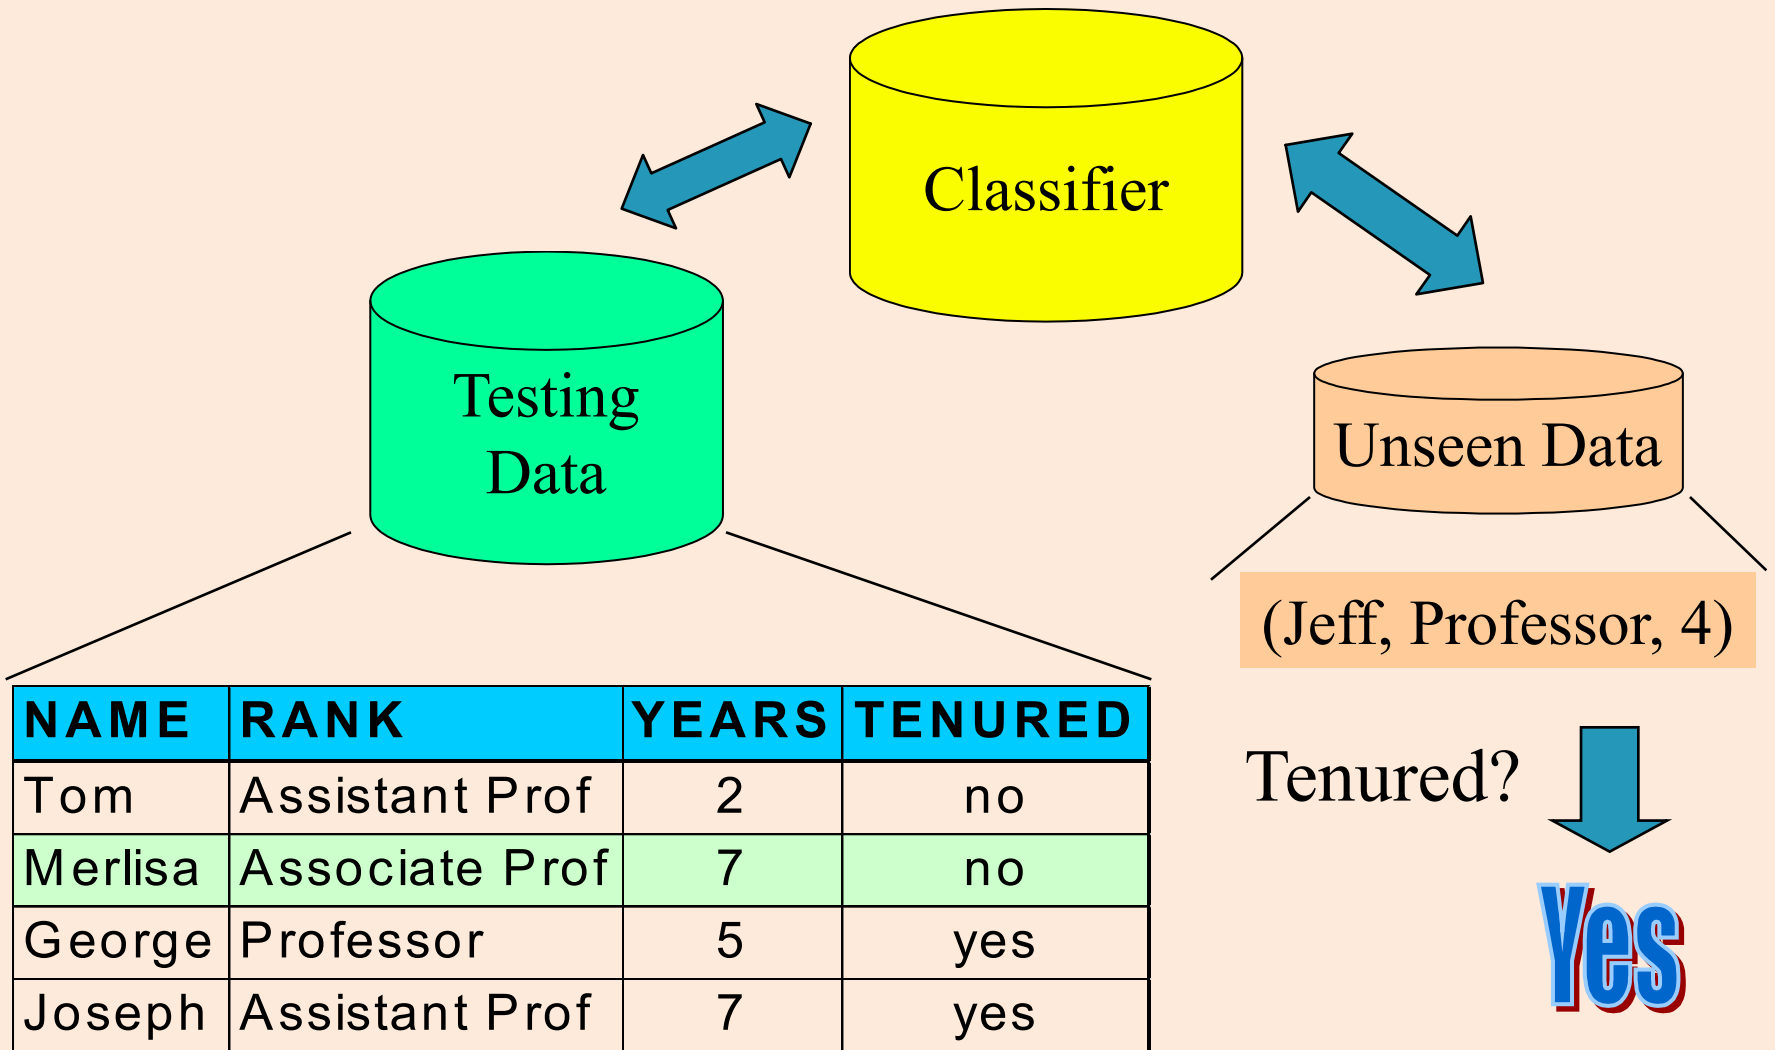 Classifier
Testing
Data
Unseen Data
(Jeff, Professor, 4)
NAME RANK YEARS TENURED
Tom Assistant Prof 2 no
Merlisa Associate Prof 7 no
George Professor 5 yes
Joseph Assistant Prof 7 yes
Tenured?
Yes